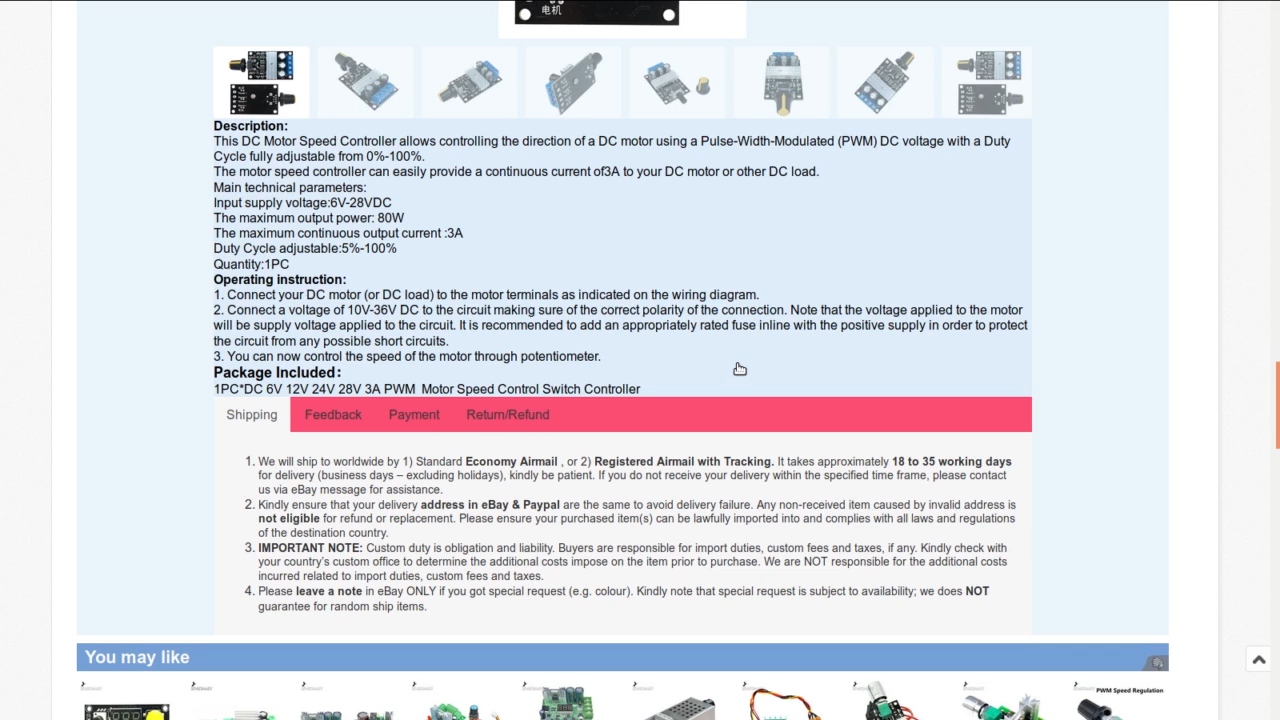 电机
Description:
This DC Motor Speed Controller allows controlling the direction of a DC motor using a Pulse-Width-Modulated (PWM) DC voltage with a Duty
Cycle fully adjustable from 0%-100%.
The motor speed controller can easily provide a continuous current of3A to your DC motor or other DC load.
Main technical parameters:
Input supply voltage:6V-28VDC
The maximum output power: 80W
The maximum continuous output current :3A
Duty Cycle adjustable:5%-100%
Quantity:1PC
Operating instruction:
1. Connect your DC motor (or DC load) to the motor terminals as indicated on the wiring diagram.
2. Connect a voltage of 10V-36V DC to the circuit making sure of the correct polarity of the connection. Note that the voltage applied to the motor
will be supply voltage applied to the circuit. It is recommended to add an appropriately rated fuse inline with the positive supply in order to protect
the circuit from any possible short circuits.
3. You can now control the speed of the motor through potentiometer.
Package Included：
1PC*DC 6V 12V 24V 28V 3A PWM  Motor Speed Control Switch Controller
Shipping Feedback Payment Return/Refund
1. We will ship to worldwide by 1) Standard Economy Airmail , or 2) Registered Airmail with Tracking. It takes approximately 18 to 35 working days
for delivery (business days – excluding holidays), kindly be patient. If you do not receive your delivery within the specified time frame, please contact
us via eBay message for assistance.
2. Kindly ensure that your delivery address in eBay & Paypal are the same to avoid delivery failure. Any non-received item caused by invalid address is
not eligible for refund or replacement. Please ensure your purchased item(s) can be lawfully imported into and complies with all laws and regulations
of the destination country.
3. IMPORTANT NOTE: Custom duty is obligation and liability. Buyers are responsible for import duties, custom fees and taxes, if any. Kindly check with
your country's custom office to determine the additional costs impose on the item prior to purchase. We are NOT responsible for the additional costs
incurred related to import duties, custom fees and taxes.
4. Please leave a note in eBay ONLY if you got special request (e.g. colour). Kindly note that special request is subject to availability; we does NOT
guarantee for random ship items.
You may like
PWM Speed Regulation